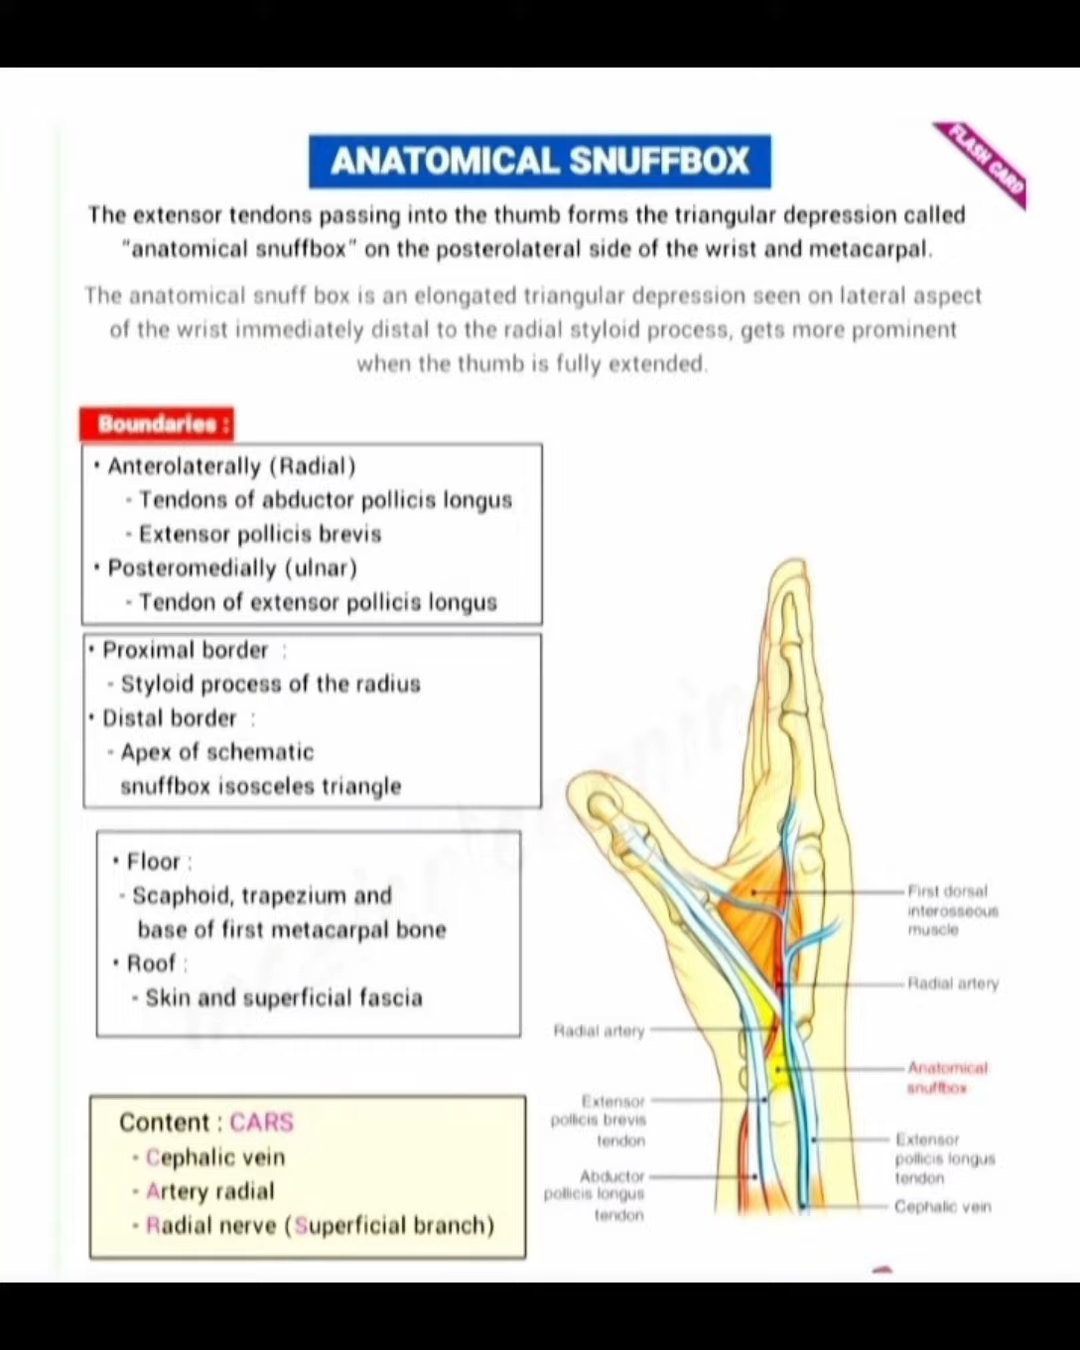 ANATOMICAL SNUFFBOX
FLASH CARD
The extensor tendons passing into the thumb forms the triangular depression called
"anatomical snuffbox" on the posterolateral side of the wrist and metacarpal.
The anatomical snuff box is an elongated triangular depression seen on lateral aspect
of the wrist immediately distal to the radial styloid process, gets more prominent
when the thumb is fully extended.
Boundaries :
• Anterolaterally (Radial)
- Tendons of abductor pollicis longus
- Extensor pollicis brevis
• Posteromedially (ulnar)
- Tendon of extensor pollicis longus
• Proximal border :
- Styloid process of the radius
• Distal border :
- Apex of schematic
snuffbox isosceles triangle
• Floor :
- Scaphoid, trapezium and
base of first metacarpal bone
• Roof :
- Skin and superficial fascia
Content : CARS
- Cephalic vein
- Artery radial
- Radial nerve (Superficial branch)
First dorsal
interosseous
muscle
Radial artery
Radial artery
Anatomical
snuffbox
Extensor
pollicis brevis
tendon
Extensor
pollicis longus
tendon
Abductor
pollicis longus
tendon
Cephalic vein